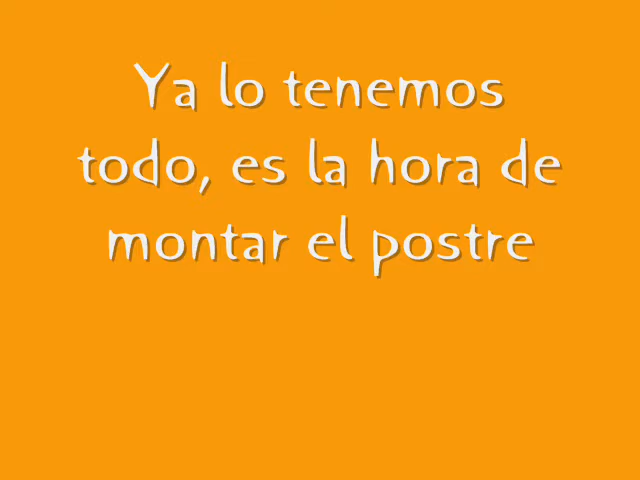 Ya lo tenemos
todo, es la hora de
montar el postre